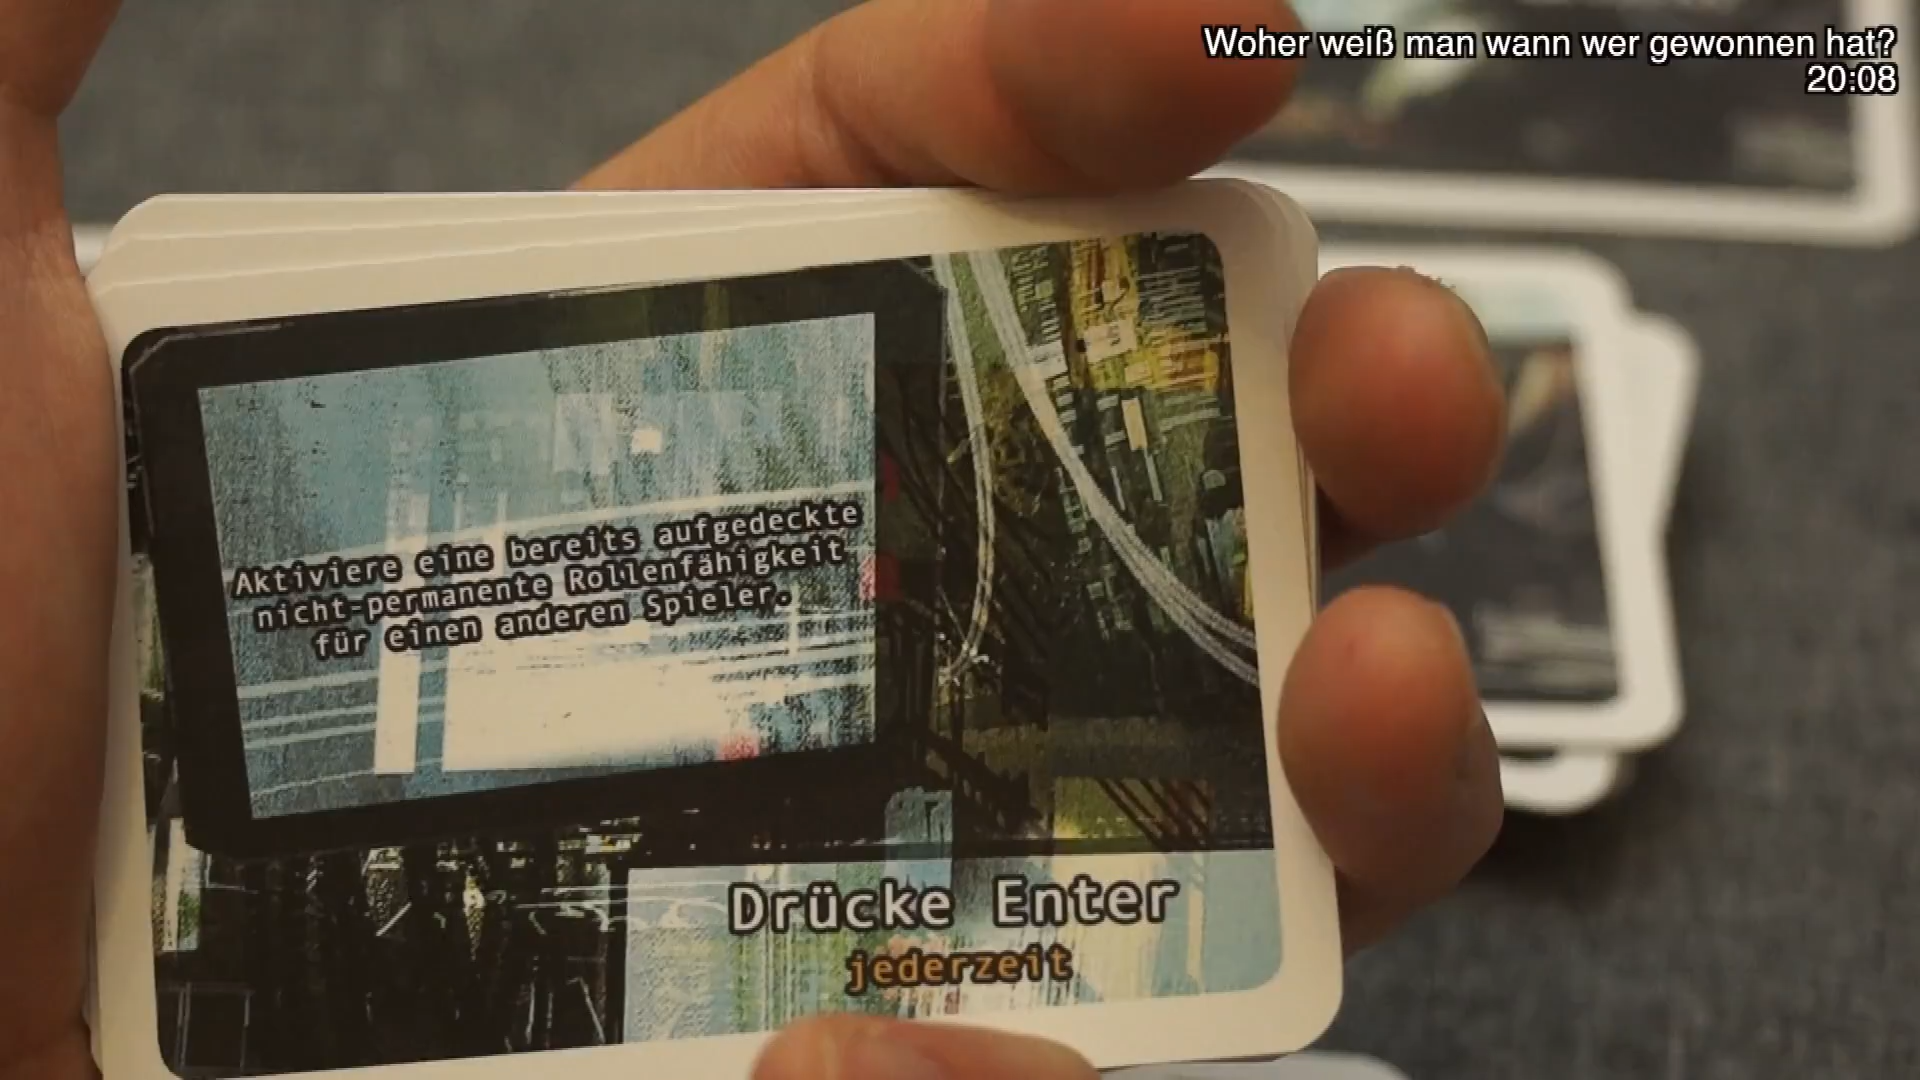 Woher weiß man wann wer gewonnen hat?
20:08
Aktiviere eine bereits aufgedeckte
nicht-permanente Rollenfähigkeit
für einen anderen Spieler.
Drücke Enter
jederzeit